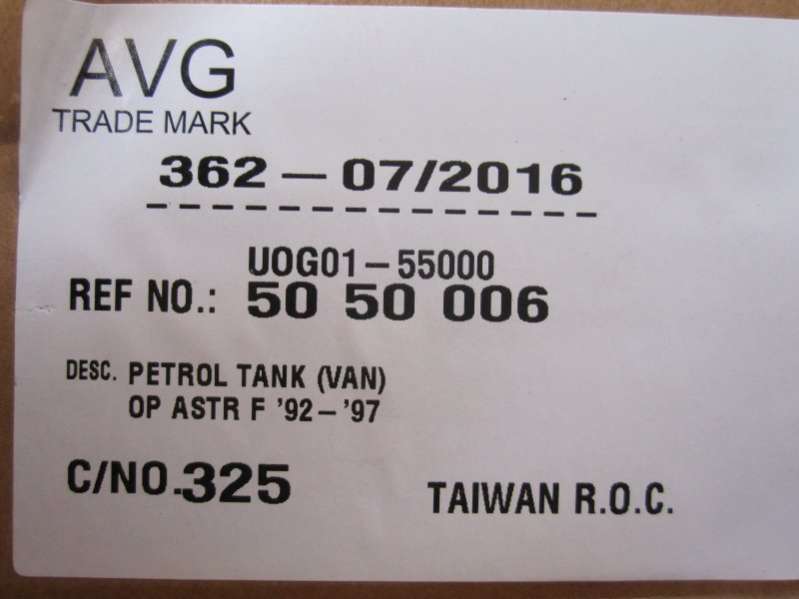 AVG
TRADE MARK
362 — 07/2016
UOG01-55000
REF NO.: 50 50 006
DESC. PETROL TANK (VAN)
OP ASTR F '92-'97
C/NO.325
TAIWAN R.O.C.